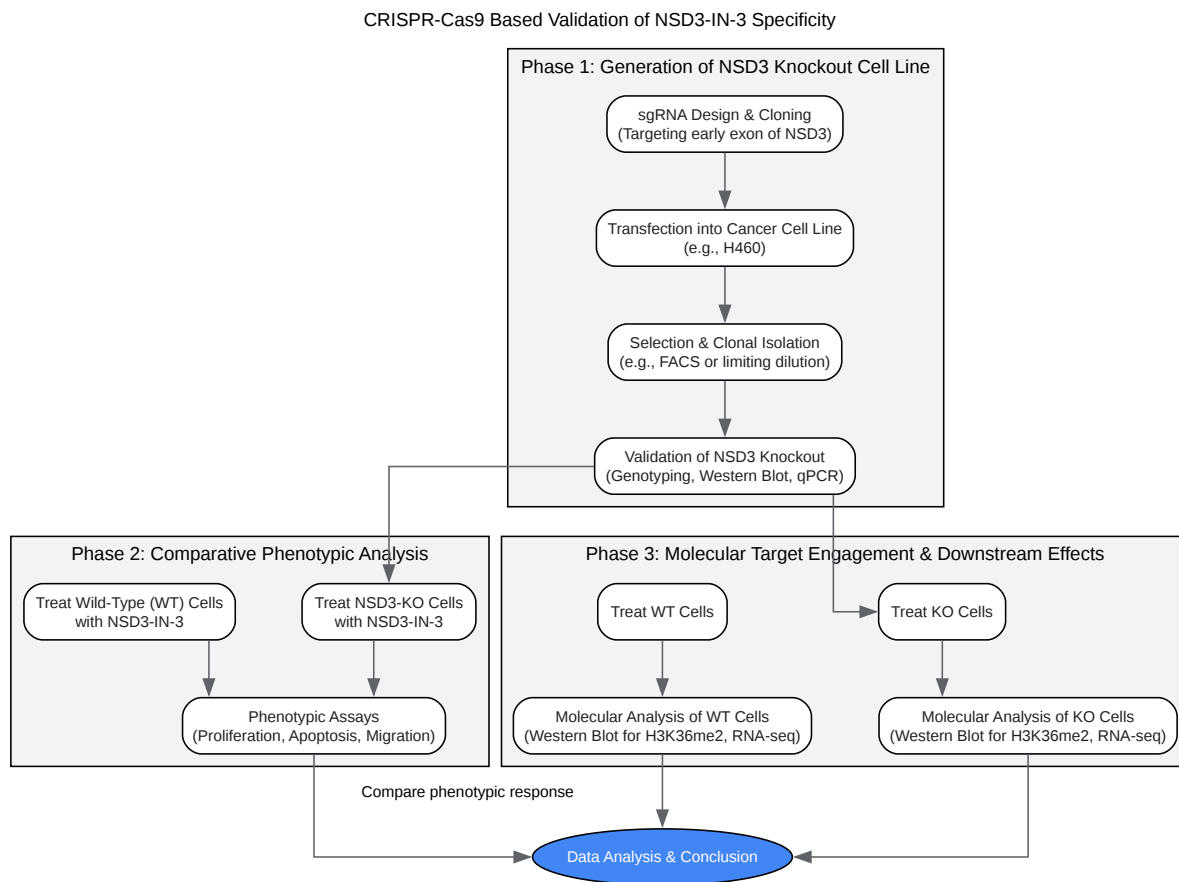 CRISPR-Cas9 Based Validation of NSD3-IN-3 Specificity
Phase 1: Generation of NSD3 Knockout Cell Line
sgRNA Design & Cloning
(Targeting early exon of NSD3)
Transfection into Cancer Cell Line
(e.g., H460)
Selection & Clonal Isolation
(e.g., FACS or limiting dilution)
Validation of NSD3 Knockout
(Genotyping, Western Blot, qPCR)
Phase 2: Comparative Phenotypic Analysis
Treat Wild-Type (WT) Cells
with NSD3-IN-3
Treat NSD3-KO Cells
with NSD3-IN-3
Phenotypic Assays
(Proliferation, Apoptosis, Migration)
Phase 3: Molecular Target Engagement & Downstream Effects
Treat WT Cells
Treat KO Cells
Molecular Analysis of WT Cells
(Western Blot for H3K36me2, RNA-seq)
Molecular Analysis of KO Cells
(Western Blot for H3K36me2, RNA-seq)
Compare phenotypic response
Data Analysis & Conclusion